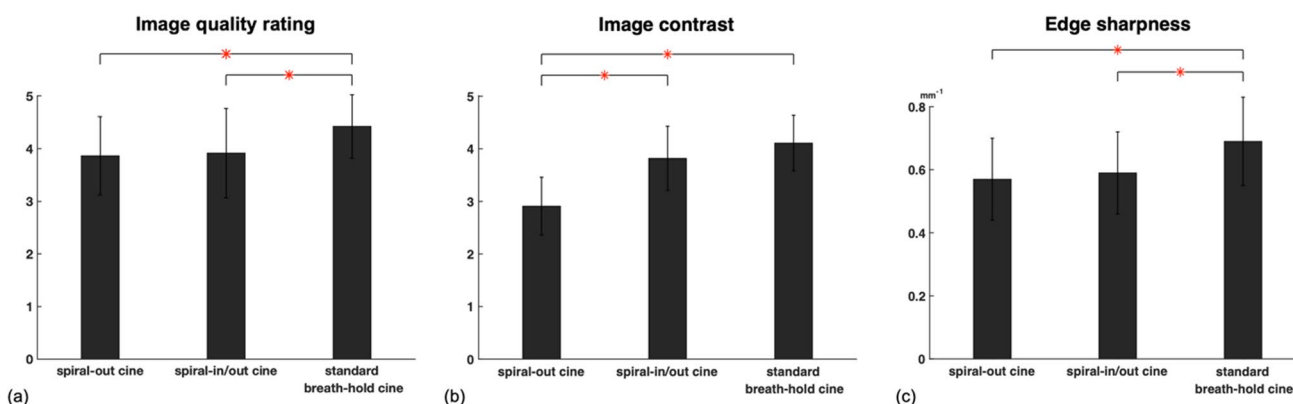 Image quality rating
5
4
3
2
1
0
spiral-out cine
spiral-in/out cine
standard
breath-hold cine
(a)
Image contrast
5
4
3
2
1
0
spiral-out cine
spiral-in/out cine
standard
breath-hold cine
(b)
Edge sharpness
mm⁻¹
0.8
0.6
0.4
0.2
0
spiral-out cine
spiral-in/out cine
standard
breath-hold cine
(c)